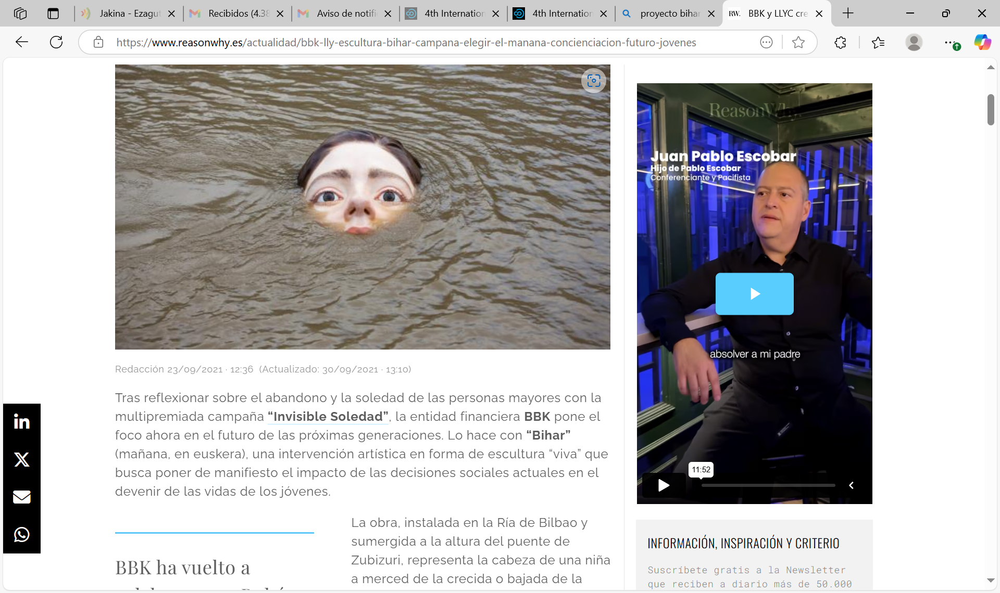 Jakina - Ezagut
Recibidos (4.38
Aviso de notifi
4th Internation
4th Internation
proyecto bihar
RW.
BBK y LLYC cre
https://www.reasonwhy.es/actualidad/bbk-lly-escultura-bihar-campana-elegir-el-manana-concienciacion-futuro-jovenes
Redacción 23/09/2021 · 12:36 (Actualizado: 30/09/2021 · 13:10)
Tras reflexionar sobre el abandono y la soledad de las personas mayores con la
multipremiada campaña “Invisible Soledad”, la entidad financiera BBK pone el
foco ahora en el futuro de las próximas generaciones. Lo hace con “Bihar”
(mañana, en euskera), una intervención artística en forma de escultura “viva” que
busca poner de manifiesto el impacto de las decisiones sociales actuales en el
devenir de las vidas de los jóvenes.
BBK ha vuelto a
La obra, instalada en la Ría de Bilbao y
sumergida a la altura del puente de
Zubizuri, representa la cabeza de una niña
a merced de la crecida o bajada de la
ReasonWhy.
Juan Pablo Escobar
Hijo de Pablo Escobar
Conferenciante y Pacifista
absolver a mi padre
11:52
INFORMACIÓN, INSPIRACIÓN Y CRITERIO
Suscríbete gratis a la Newsletter
que reciben a diario más de 50.000